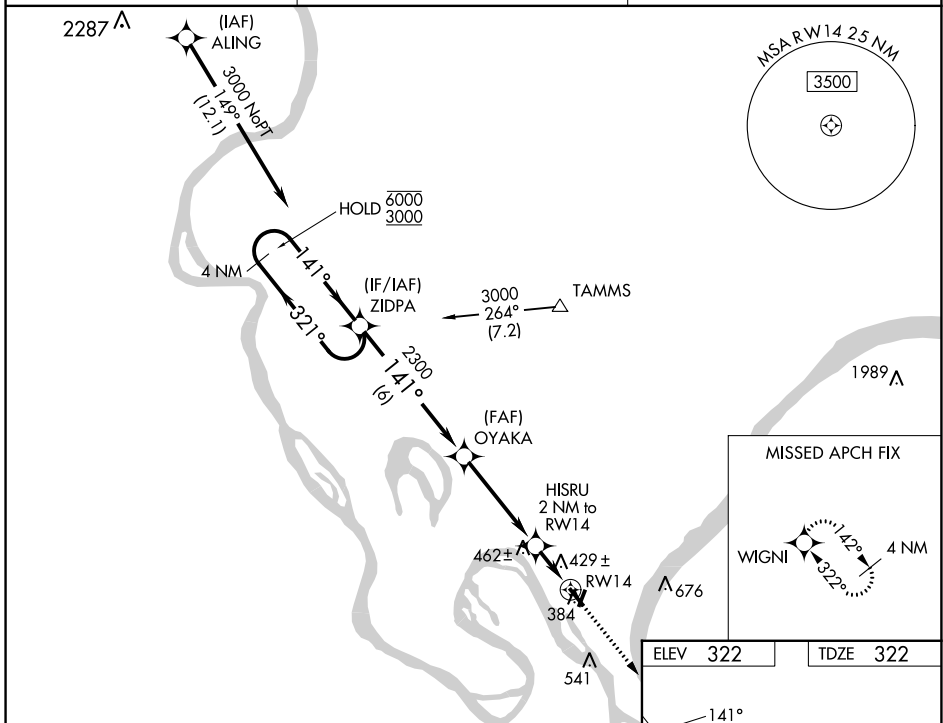 2287
(IAF)
ALING
3000 NoPT
149°
(12.1)
MSA RW14 25 NM
3500
HOLD 6000
3000
4 NM
141°
321°
(IF/IAF)
ZIDPA
3000
264°
(7.2)
TAMMS
2300
141°
(6)
1989
(FAF)
OYAKA
MISSED APCH FIX
WIGNI
142°
322°
4 NM
HISRU
2 NM to
RW14
462±
429 ±
RW14
384
676
541
ELEV 322
TDZE 322
141°